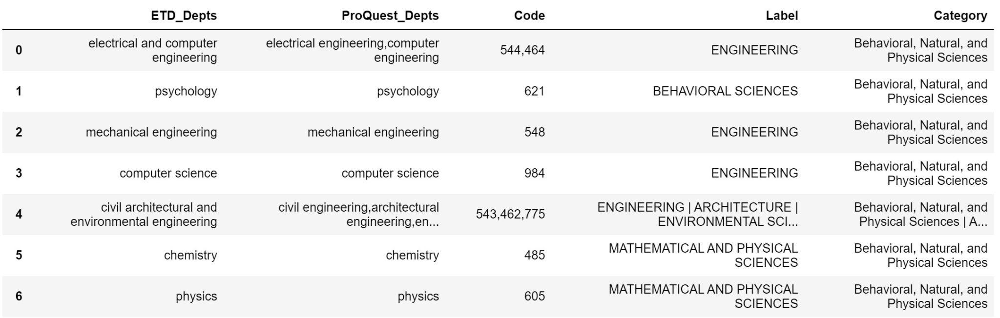 ETD_Depts ProQuest_Depts Code Label Category
0 electrical and computer engineering electrical engineering,computer engineering 544,464 ENGINEERING Behavioral, Natural, and Physical Sciences
1 psychology psychology 621 BEHAVIORAL SCIENCES Behavioral, Natural, and Physical Sciences
2 mechanical engineering mechanical engineering 548 ENGINEERING Behavioral, Natural, and Physical Sciences
3 computer science computer science 984 ENGINEERING Behavioral, Natural, and Physical Sciences
4 civil architectural and environmental engineering civil engineering,architectural engineering,en... 543,462,775 ENGINEERING | ARCHITECTURE | ENVIRONMENTAL SCI... Behavioral, Natural, and Physical Sciences | A...
5 chemistry chemistry 485 MATHEMATICAL AND PHYSICAL SCIENCES Behavioral, Natural, and Physical Sciences
6 physics physics 605 MATHEMATICAL AND PHYSICAL SCIENCES Behavioral, Natural, and Physical Sciences